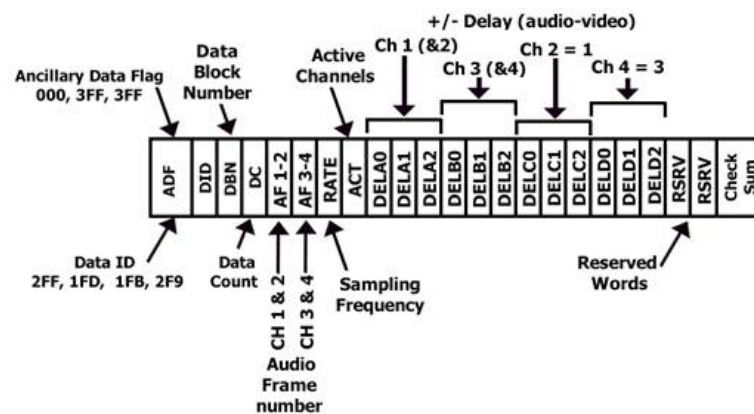 +/- Delay (audio-video)
Data
Block
Number
Active
Channels
Ch 1 (&2)
Ch 3 (&4)
Ch 2 = 1
Ch 4 = 3
Ancillary Data Flag
000, 3FF, 3FF
ADF
DID
DBN
DC
AF 1-2
AF 3-4
RATE
ACT
DELA0
DELA1
DELA2
DELB0
DELB1
DELB2
DELC0
DELC1
DELC2
DELD0
DELD1
DELD2
RSRV
RSRV
Check
Sum
Data ID
2FF, 1FD, 1FB, 2F9
Data
Count
CH 1 & 2
CH 3 & 4
Audio
Frame
number
Sampling
Frequency
Reserved
Words